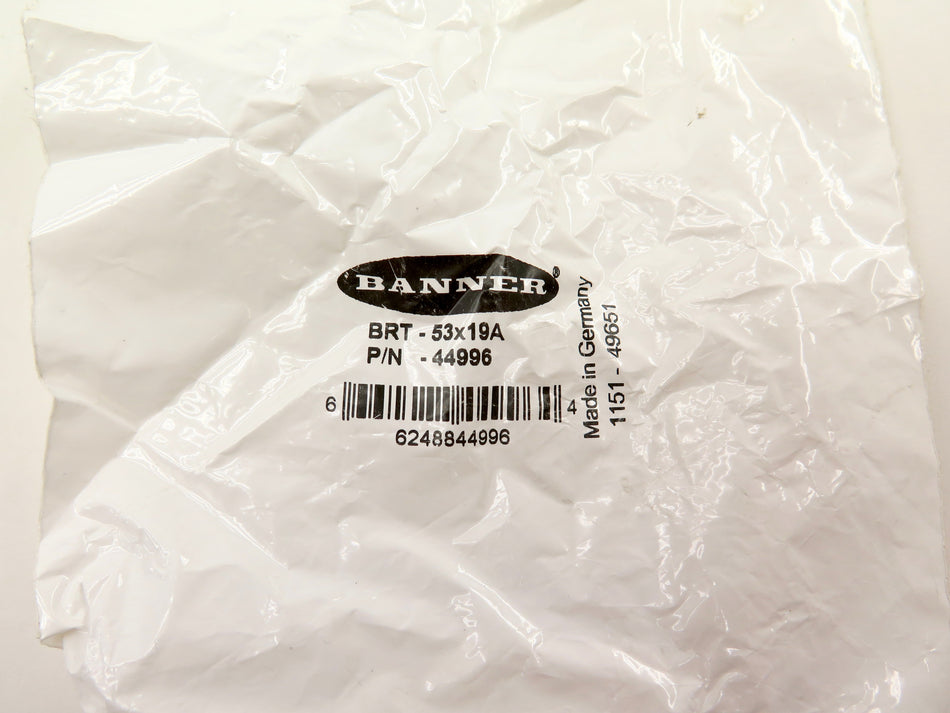 BANNER®
BRT - 53x19A
P/N - 44996
6 4
6248844996
Made in Germany
1151 - 49651